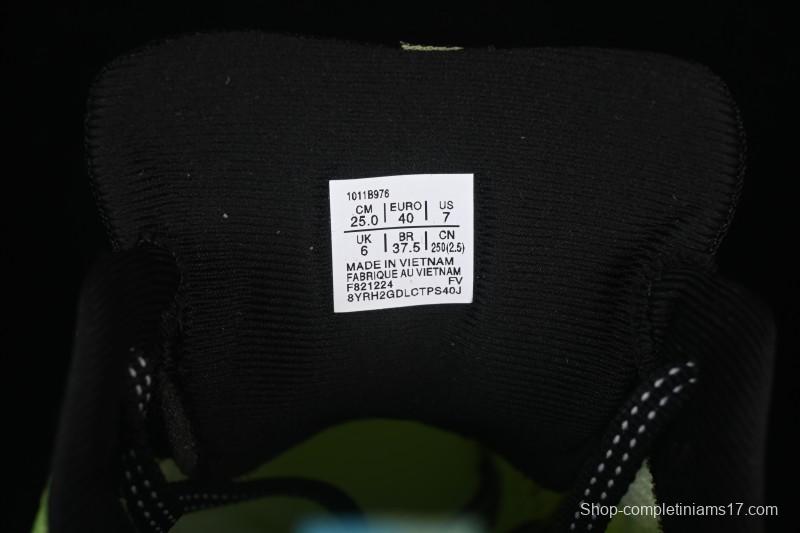 1011B976
CM 25.0 | EURO 40 | US 7
UK 6 | BR 37.5 | CN 250(2.5)
MADE IN VIETNAM
FABRIQUE AU VIETNAM
F821224 FV
8YRH2GDLCTPS40J
Shop-completiniams17.com